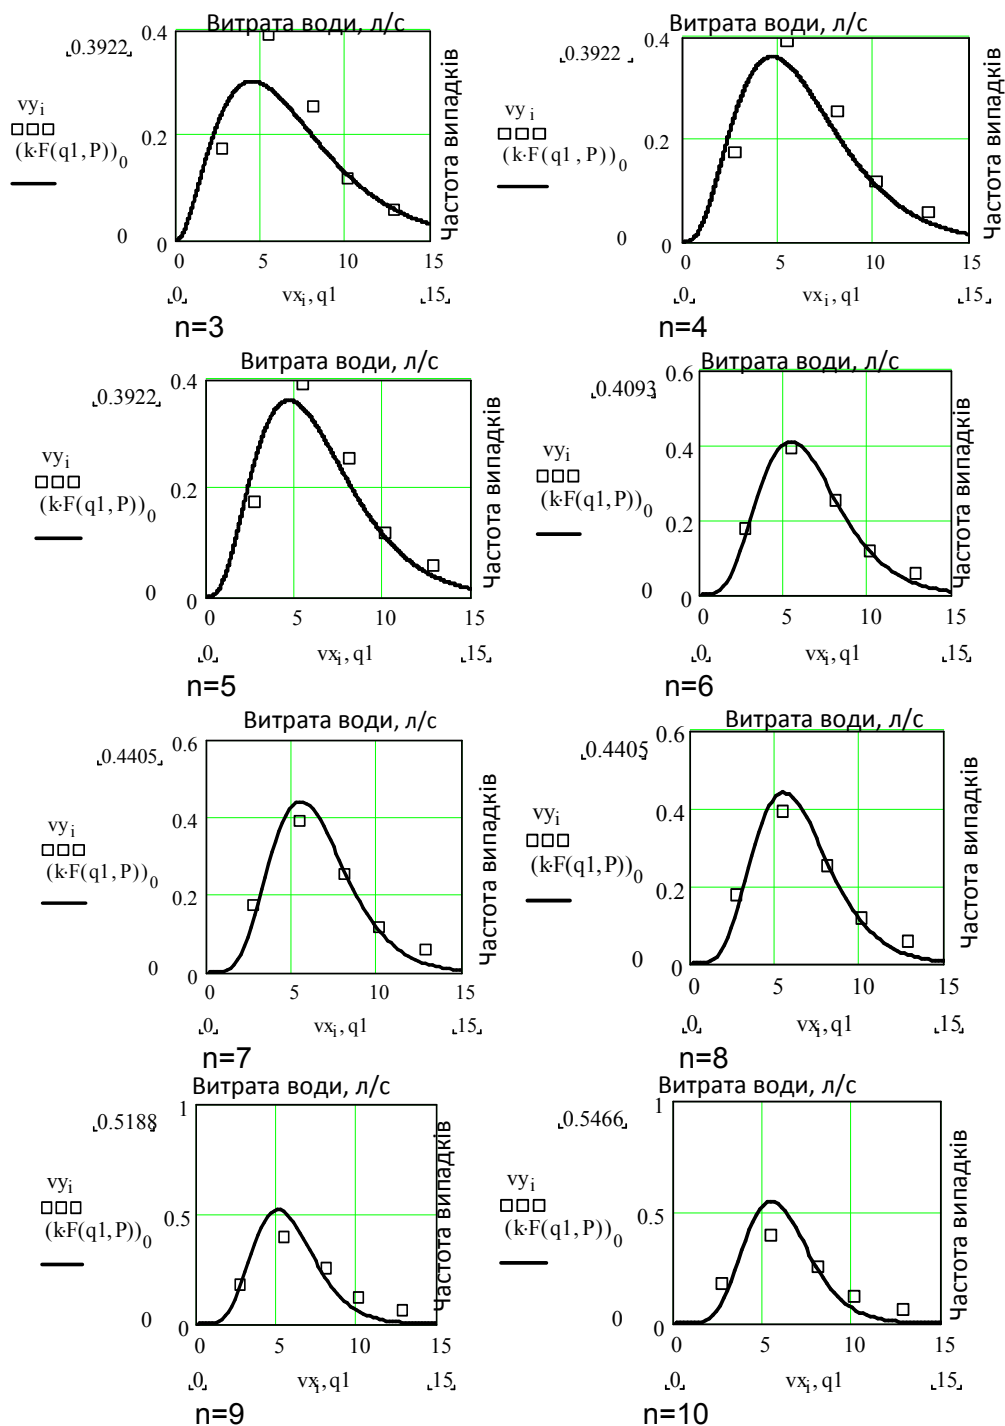 Витрата води, л/с
0.3922
0.4
vy_i
(k·F(q1,P))_0
0.2
0
0
0 5 10 15
0 vx_i,q1 15
Частота випадків
n=3
Витрата води, л/с
0.3922
0.4
vy_i
(k·F(q1,P))_0
0.2
0
0
0 5 10 15
0 vx_i,q1 15
Частота випадків
n=4
Витрата води, л/с
0.3922
0.4
vy_i
(k·F(q1,P))_0
0.2
0
0
0 5 10 15
0 vx_i,q1 15
Частота випадків
n=5
Витрата води, л/с
0.4093
0.6
0.4
vy_i
(k·F(q1,P))_0
0.2
0
0
0 5 10 15
0 vx_i,q1 15
Частота випадків
n=6
Витрата води, л/с
0.4405
0.6
0.4
vy_i
(k·F(q1,P))_0
0.2
0
0
0 5 10 15
0 vx_i,q1 15
Частота випадків
n=7
Витрата води, л/с
0.4405
0.6
0.4
vy_i
(k·F(q1,P))_0
0.2
0
0
0 5 10 15
0 vx_i,q1 15
Частота випадків
n=8
Витрата води, л/с
0.5188
1
vy_i
(k·F(q1,P))_0
0.5
0
0
0 5 10 15
0 vx_i,q1 15
Частота випадків
n=9
Витрата води, л/с
0.5466
1
vy_i
(k·F(q1,P))_0
0.5
0
0
0 5 10 15
0 vx_i,q1 15
Частота випадків
n=10